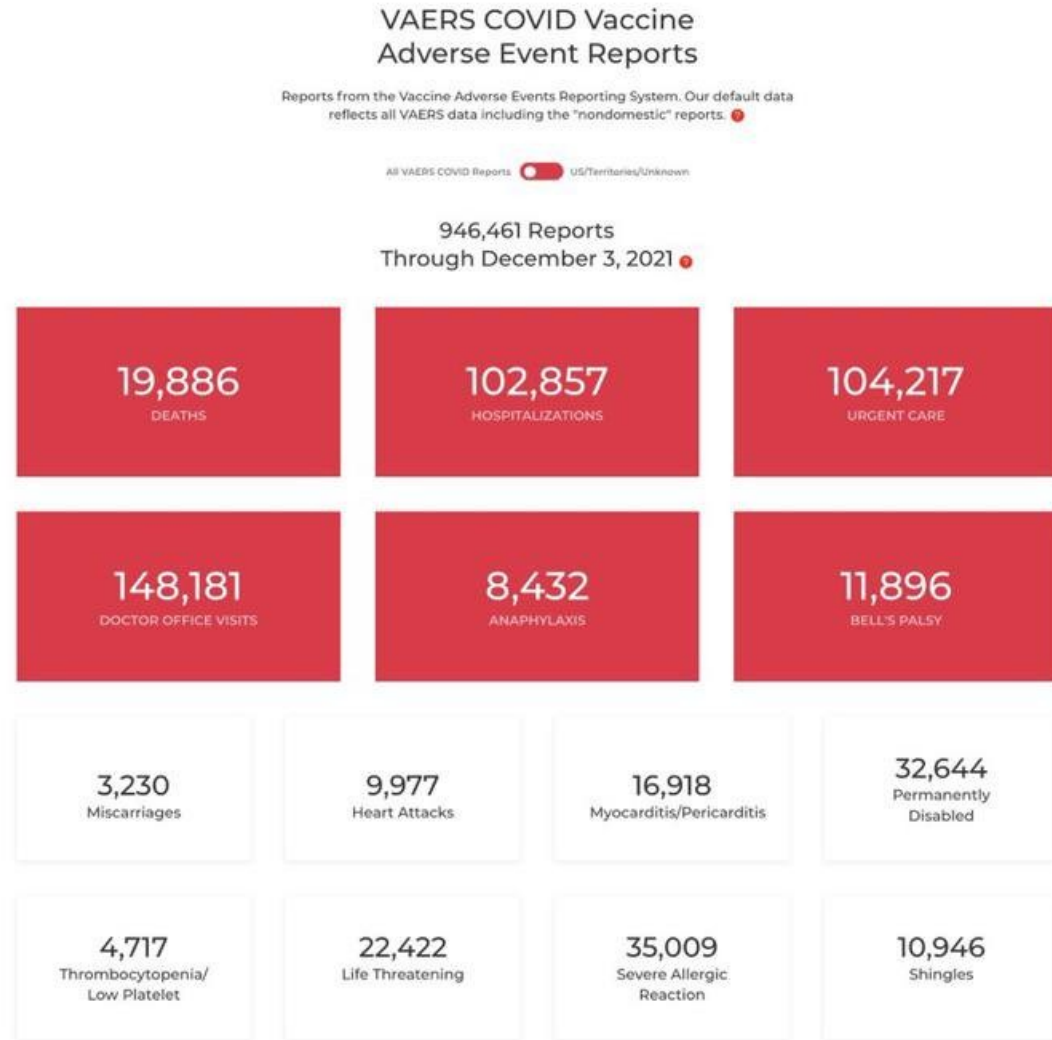 VAERS COVID Vaccine
Adverse Event Reports
Reports from the Vaccine Adverse Events Reporting System. Our default data
reflects all VAERS data including the "nondomestic" reports. ?
All VAERS COVID Reports US/Territories/Unknown
946,461 Reports
Through December 3, 2021 ?
19,886
DEATHS
102,857
HOSPITALIZATIONS
104,217
URGENT CARE
148,181
DOCTOR OFFICE VISITS
8,432
ANAPHYLAXIS
11,896
BELL'S PALSY
3,230
Miscarriages
9,977
Heart Attacks
16,918
Myocarditis/Pericarditis
32,644
Permanently
Disabled
4,717
Thrombocytopenia/
Low Platelet
22,422
Life Threatening
35,009
Severe Allergic
Reaction
10,946
Shingles